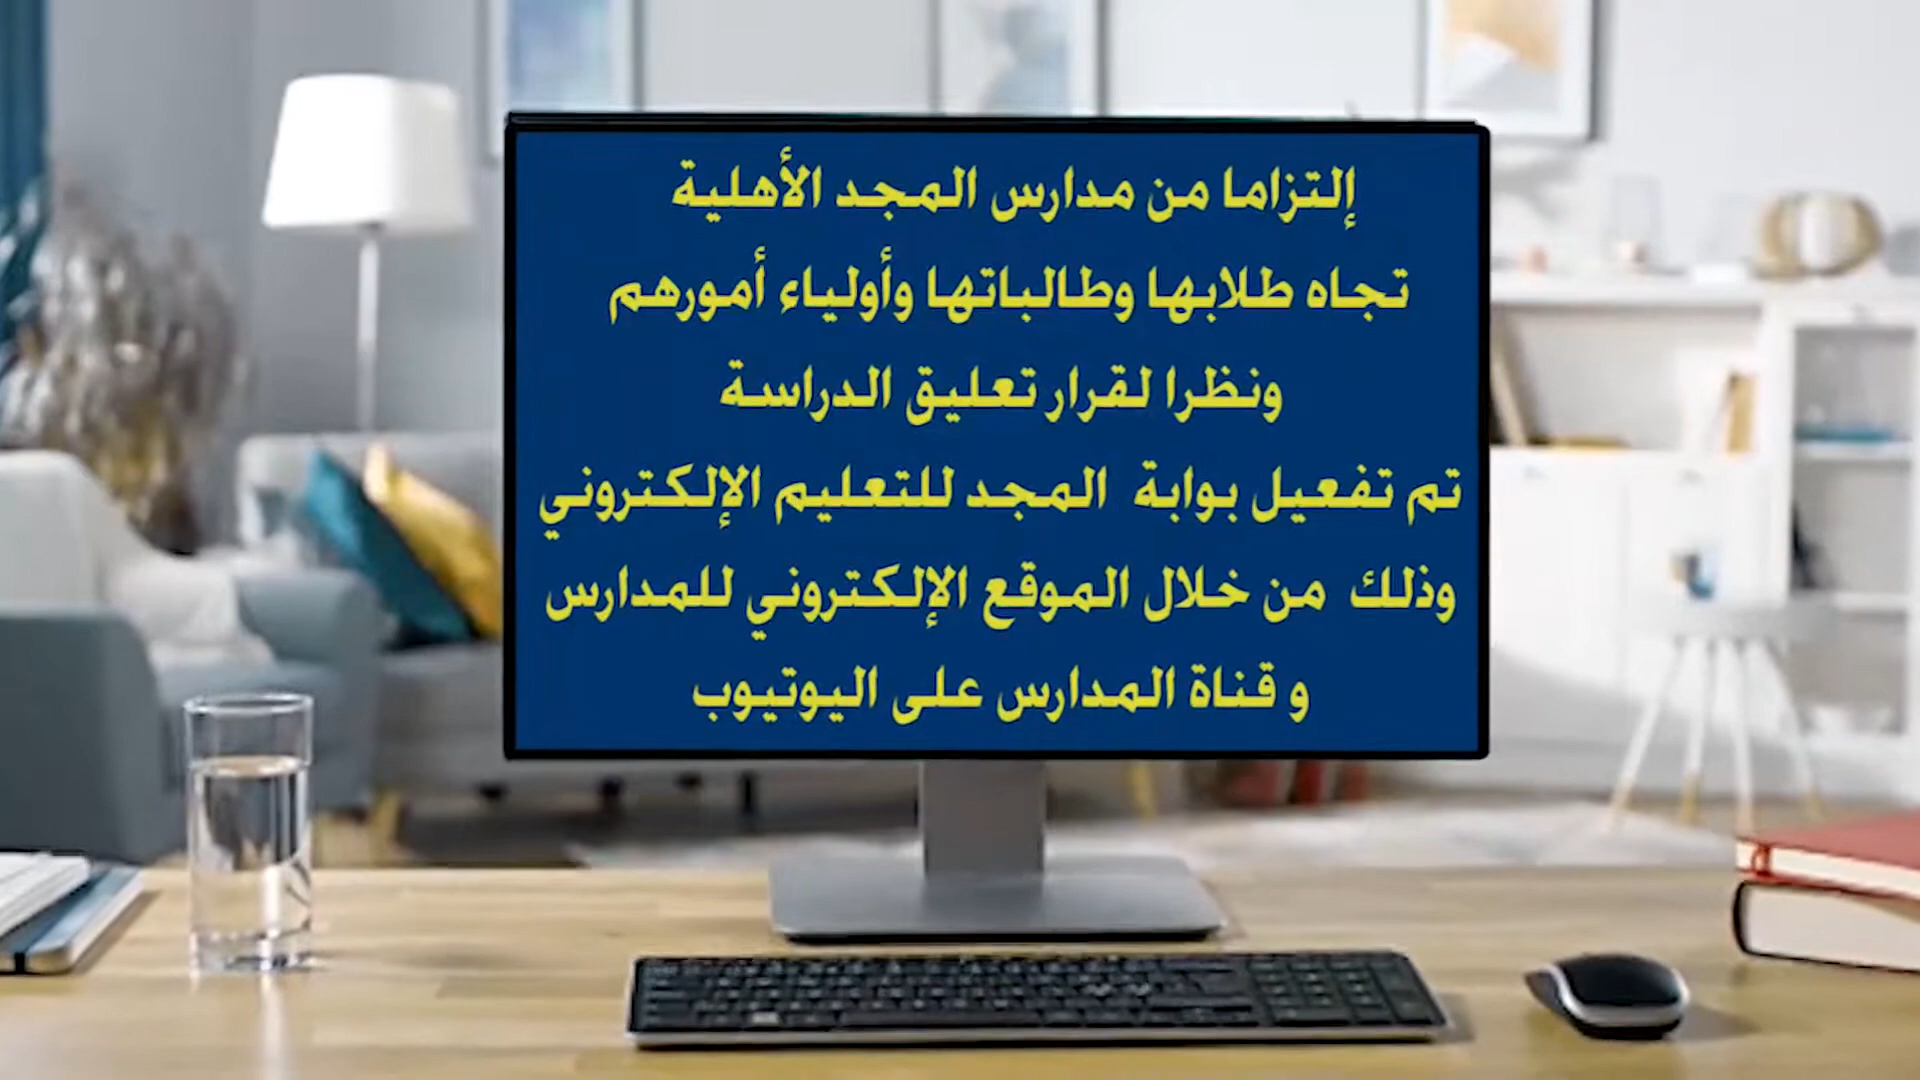 إلتزاما من مدارس المجد الأهلية
تجاه طلابها وطالباتها وأولياء أمورهم
ونظرا لقرار تعليق الدراسة
تم تفعيل بوابة المجد للتعليم الإلكتروني
وذلك من خلال الموقع الإلكتروني للمدارس
و قناة المدارس على اليوتيوب